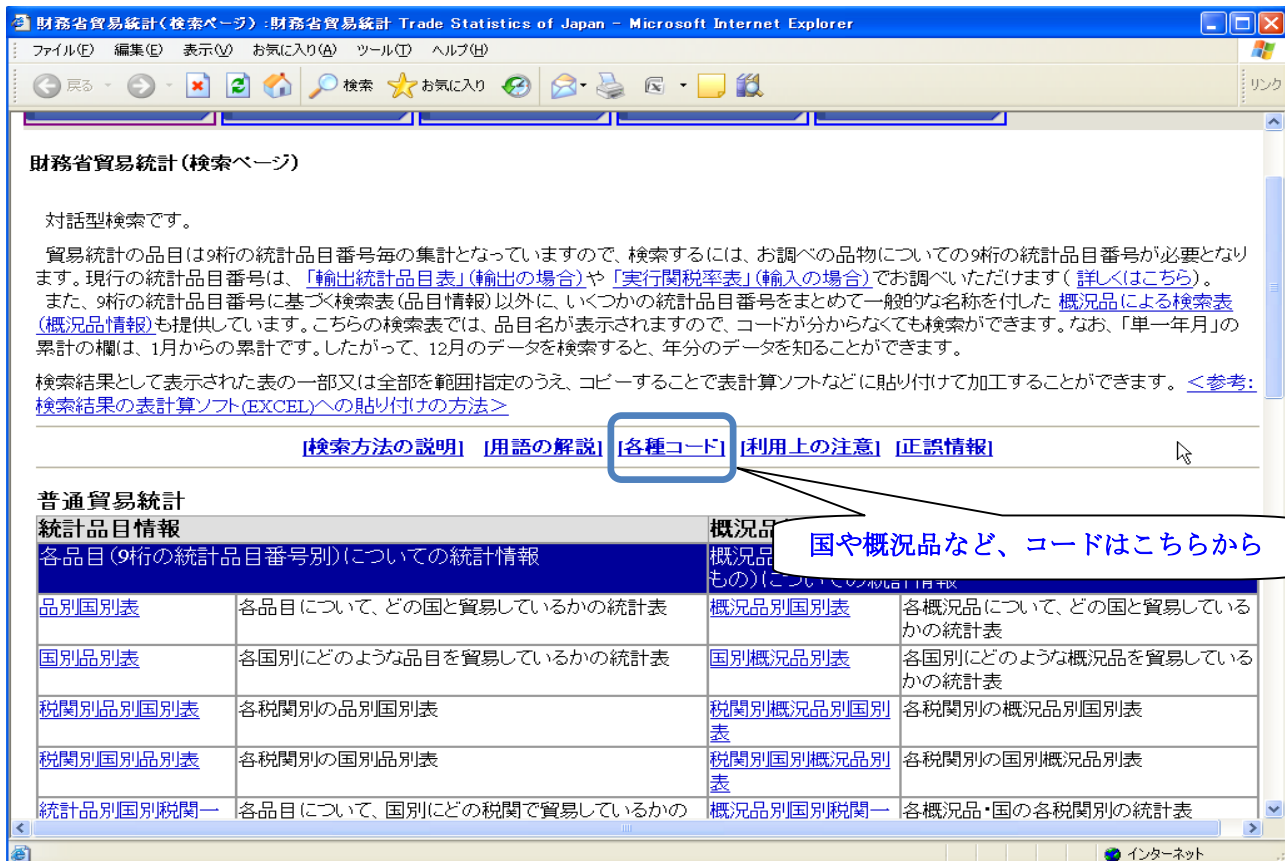 財務省貿易統計(検索ページ) :財務省貿易統計 Trade Statistics of Japan - Microsoft Internet Explorer
ファイル(F) 編集(E) 表示(V) お気に入り(A) ツール(T) ヘルプ(H)
戻る 検索 お気に入り リンク
財務省貿易統計(検索ページ)
対話型検索です。
貿易統計の品目は9桁の統計品目番号毎の集計となっていますので、検索するには、お調べの品物についての9桁の統計品目番号が必要となり
ます。現行の統計品目番号は、「輸出統計品目表」(輸出の場合)や「実行関税率表」(輸入の場合)でお調べいただけます( 詳しくはこちら)。
また、9桁の統計品目番号に基づく検索表(品目情報)以外に、いくつかの統計品目番号をまとめて一般的な名称を付した 概況品による検索表
(概況品情報)も提供しています。こちらの検索表では、品目名が表示されますので、コードが分からなくても検索ができます。なお、「単一年月」の
累計の欄は、1月からの累計です。したがって、12月のデータを検索すると、年分のデータを知ることができます。
検索結果として表示された表の一部又は全部を範囲指定のうえ、コピーすることで表計算ソフトなどに貼り付けて加工することができます。 <参考:
検索結果の表計算ソフト(EXCEL)への貼り付けの方法>
[検索方法の説明] [用語の解説] [各種コード] [利用上の注意] [正誤情報]
普通貿易統計
統計品目情報 概況品
国や概況品など、コードはこちらから
各品目(9桁の統計品目番号別)についての統計情報 概況品
もの)についての統計情報
品別国別表 各品目について、どの国と貿易しているかの統計表 概況品別国別表 各概況品について、どの国と貿易している
かの統計表
国別品別表 各国別にどのような品目を貿易しているかの統計表 国別概況品別表 各国別にどのような概況品を貿易している
かの統計表
税関別品別国別表 各税関別の品別国別表 税関別概況品別国別 各税関別の概況品別国別表
表
税関別国別品別表 各税関別の国別品別表 税関別国別概況品別 各税関別の国別概況品別表
表
統計品別国別税関一 各品目について、国別にどの税関で貿易しているかの 概況品別国別税関一 各概況品・国の各税関別の統計表
インターネット